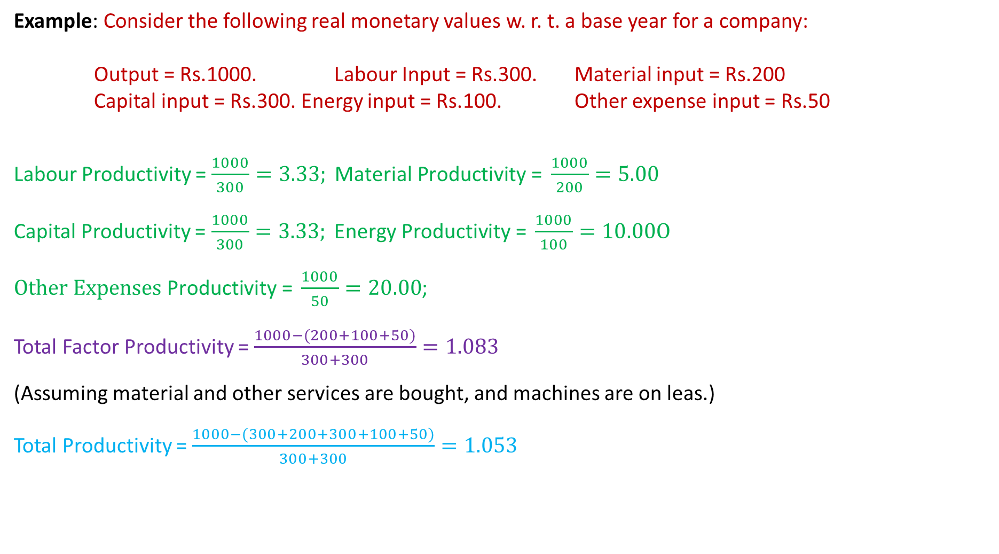 Example: Consider the following real monetary values w. r. t. a base year for a company:
Output = Rs.1000. Labour Input = Rs.300. Material input = Rs.200
Capital input = Rs.300. Energy input = Rs.100. Other expense input = Rs.50
Labour Productivity = \frac{1000}{300} = 3.33; Material Productivity = \frac{1000}{200} = 5.00
Capital Productivity = \frac{1000}{300} = 3.33; Energy Productivity = \frac{1000}{100} = 10.00O
Other Expenses Productivity = \frac{1000}{50} = 20.00;
Total Factor Productivity = \frac{1000−(200+100+50)}{300+300} = 1.083
(Assuming material and other services are bought, and machines are on leas.)
Total Productivity = \frac{1000−(300+200+300+100+50)}{300+300} = 1.053